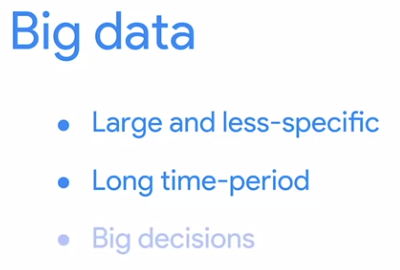 Big data
• Large and less-specific
• Long time-period
• Big decisions